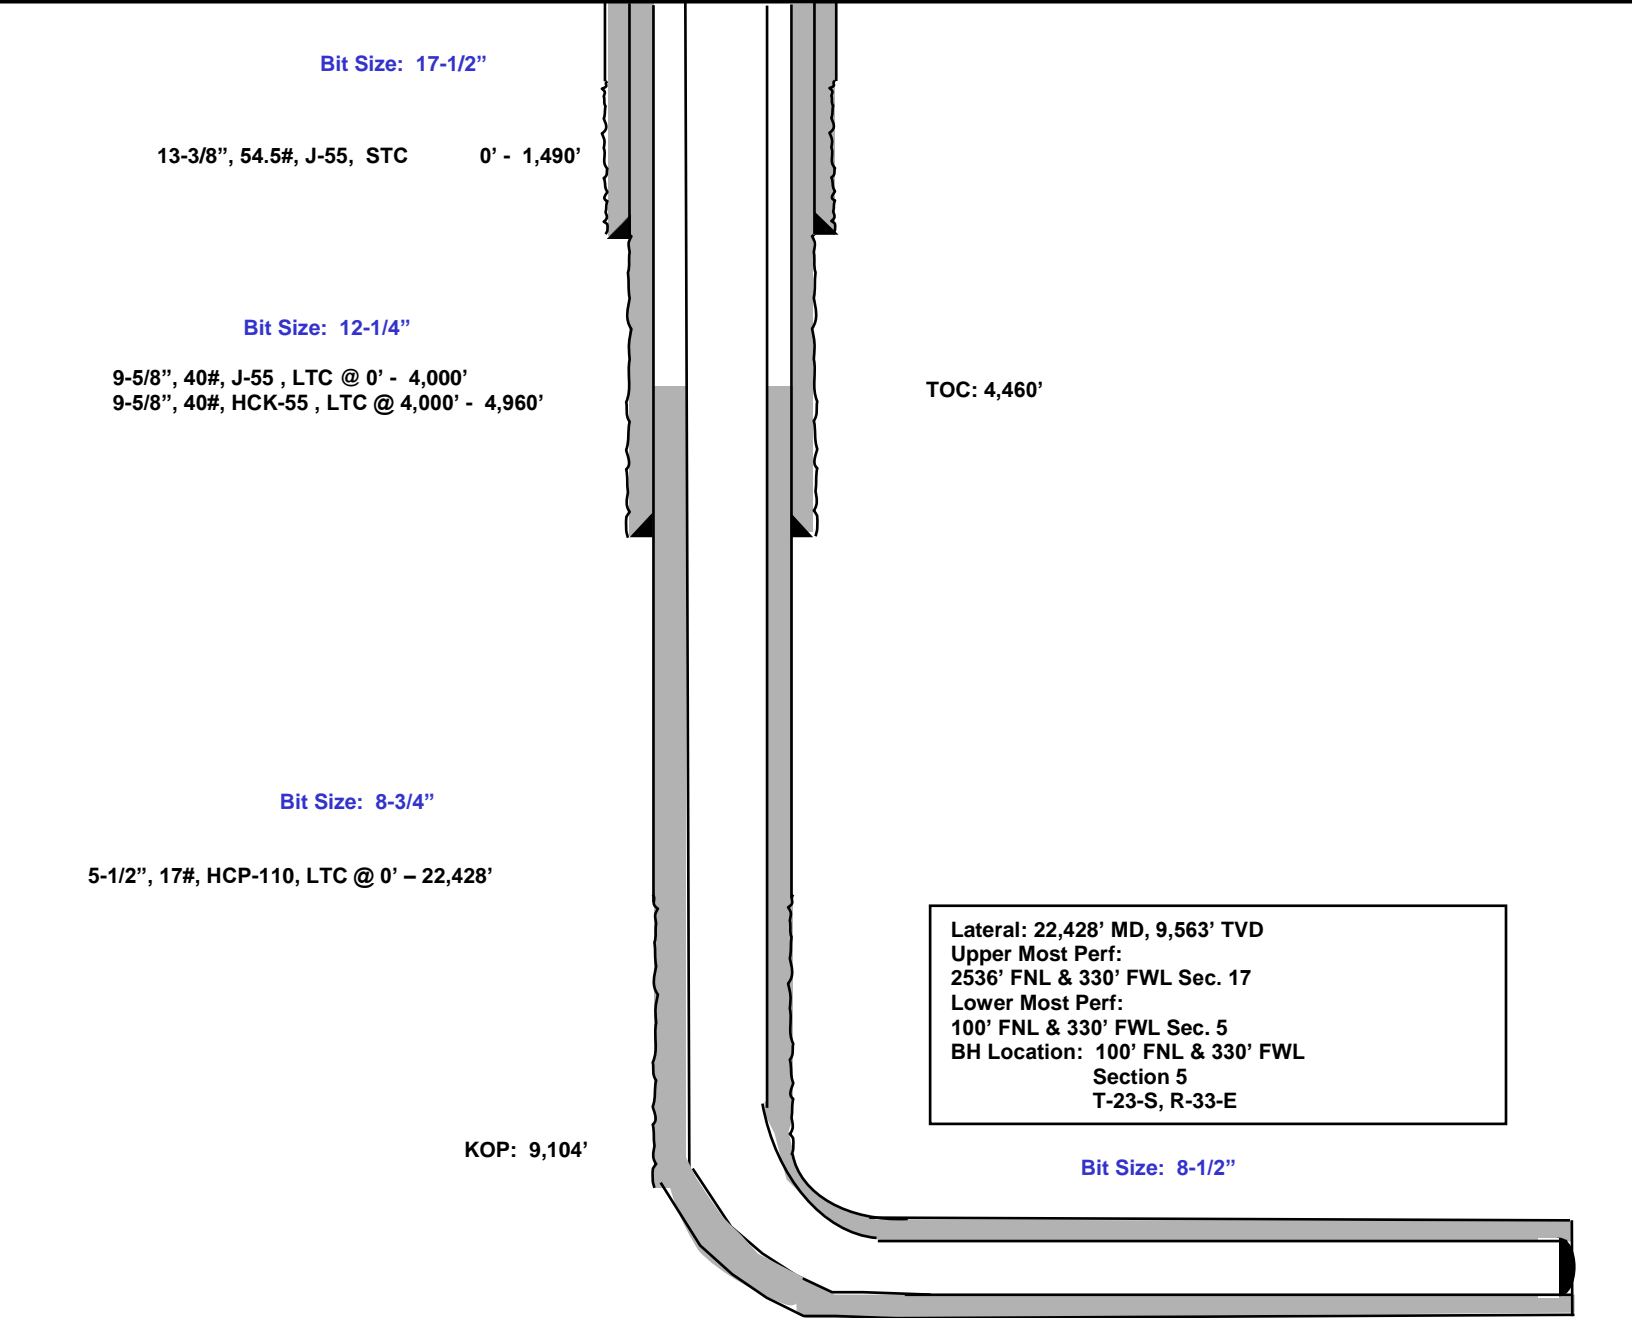 Bit Size: 17-1/2”
13-3/8”, 54.5#, J-55, STC 0’ - 1,490’
Bit Size: 12-1/4”
9-5/8”, 40#, J-55 , LTC @ 0’ - 4,000’
9-5/8”, 40#, HCK-55 , LTC @ 4,000’ - 4,960’
TOC: 4,460’
Bit Size: 8-3/4”
5-1/2”, 17#, HCP-110, LTC @ 0’ – 22,428’
Lateral: 22,428’ MD, 9,563’ TVD
Upper Most Perf:
2536’ FNL & 330’ FWL Sec. 17
Lower Most Perf:
100’ FNL & 330’ FWL Sec. 5
BH Location: 100’ FNL & 330’ FWL
Section 5
T-23-S, R-33-E
KOP: 9,104’
Bit Size: 8-1/2”